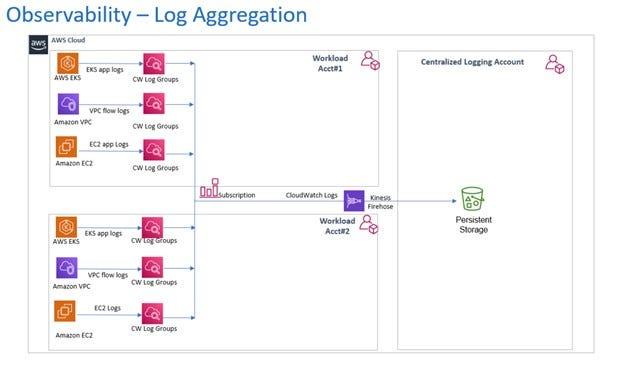 Observability – Log Aggregation
aws
AWS Cloud
Workload
Acct#1
Centralized Logging Account
AWS EKS
EKS app logs
CW Log Groups
Amazon VPC
VPC flow logs
CW Log Groups
Amazon EC2
EC2 app Logs
CW Log Groups
Subscription
CloudWatch Logs
Kinesis
Firehose
Persistent
Storage
Workload
Acct#2
AWS EKS
EKS app logs
CW Log Groups
Amazon VPC
VPC flow logs
CW Log Groups
Amazon EC2
EC2 Logs
CW Log Groups